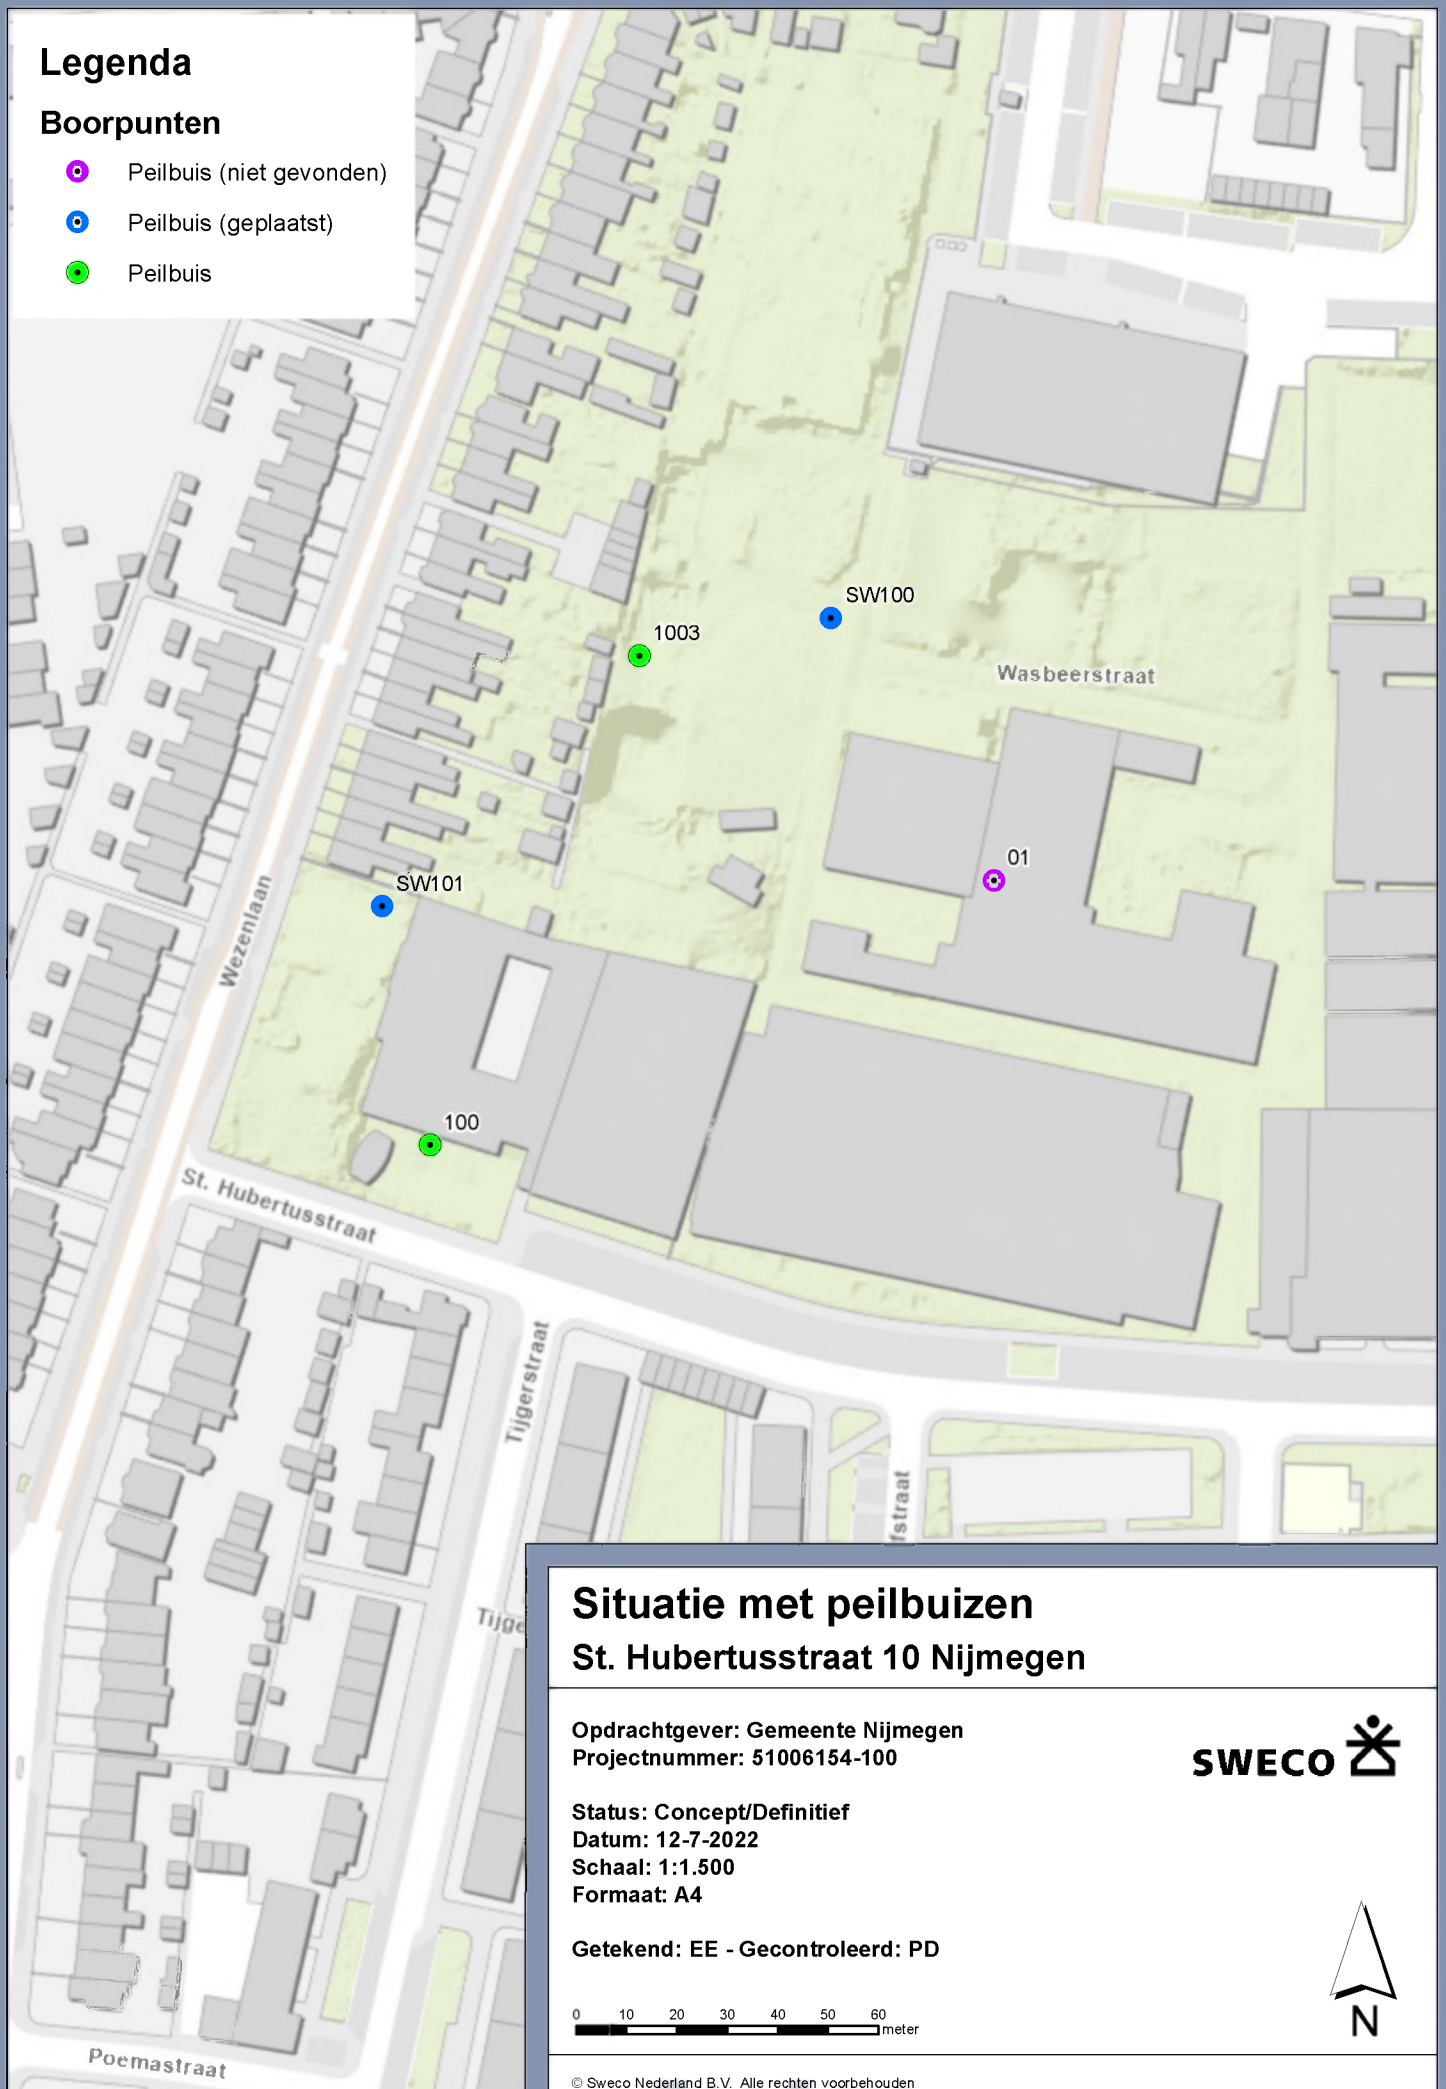 Legenda
Boorpunten
Peilbuis (niet gevonden)
Peilbuis (geplaatst)
Peilbuis
SW100
1003
Wasbeerstraat
01
SW101
Wezenlaan
100
St. Hubertusstraat
Tijgerstraat
fstraat
Tijge
Poemastraat
Situatie met peilbuizen
St. Hubertusstraat 10 Nijmegen
Opdrachtgever: Gemeente Nijmegen
Projectnummer: 51006154-100
SWECO
Status: Concept/Definitief
Datum: 12-7-2022
Schaal: 1:1.500
Formaat: A4
Getekend: EE - Gecontroleerd: PD
0 10 20 30 40 50 60
meter
N
© Sweco Nederland B.V. Alle rechten voorbehouden